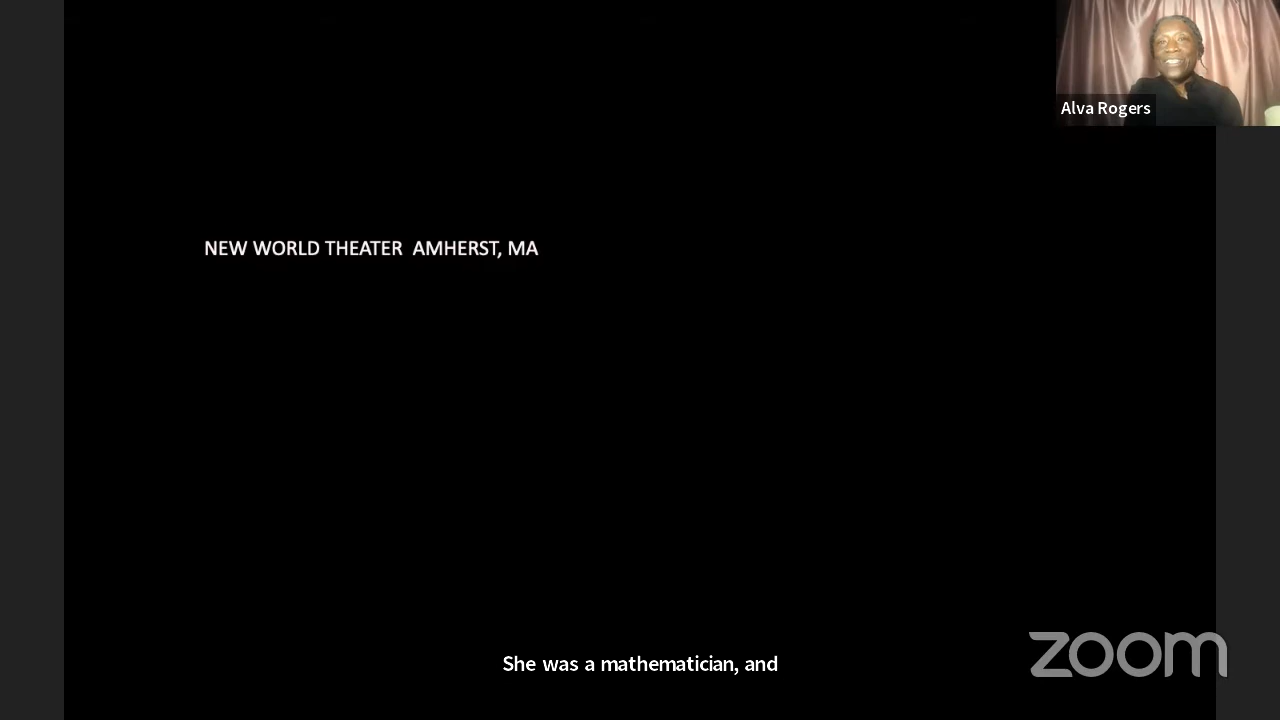 Alva Rogers
NEW WORLD THEATER AMHERST, MA
She was a mathematician, and
zoom